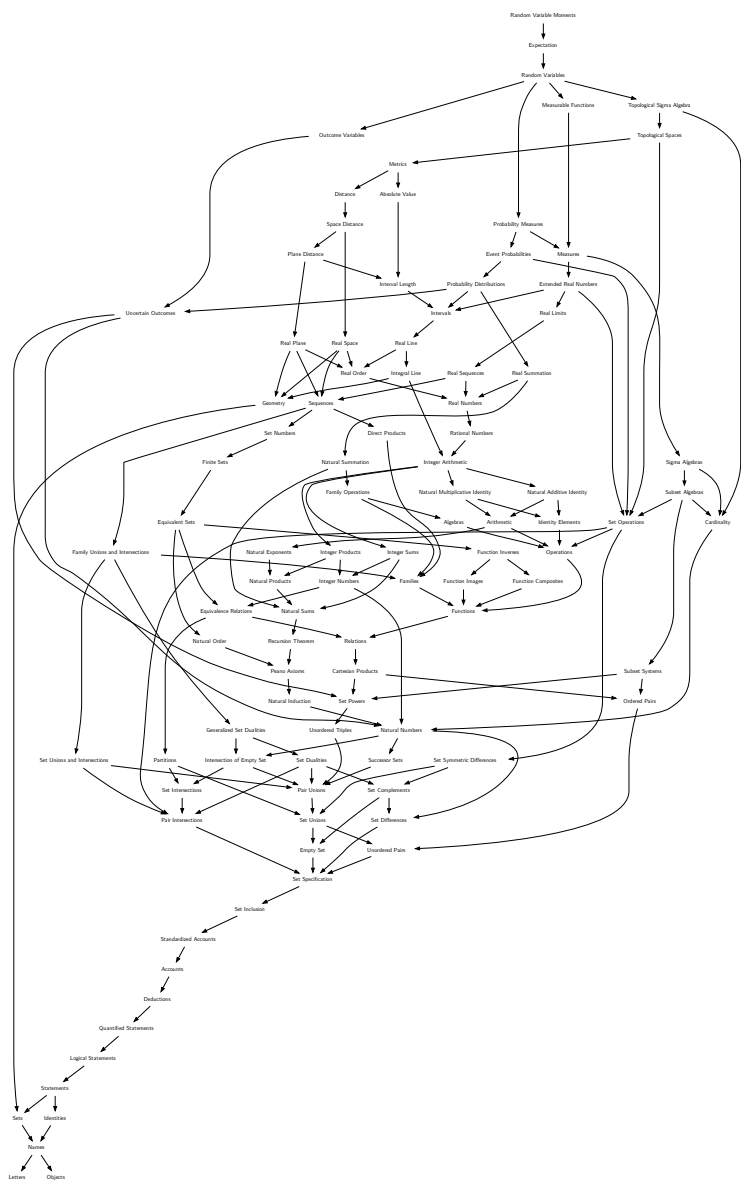 Random Variable Moments
Expectation
Random Variables
Measurable Functions
Topological Sigma Algebra
Outcome Variables
Topological Spaces
Metrics
Distance
Absolute Value
Space Distance
Probability Measures
Plane Distance
Event Probabilities
Measures
Interval Length
Probability Distributions
Extended Real Numbers
Uncertain Outcomes
Intervals
Real Limits
Real Plane
Real Space
Real Line
Real Order
Integral Line
Real Sequences
Real Summation
Geometry
Sequences
Real Numbers
Set Numbers
Direct Products
Rational Numbers
Finite Sets
Natural Summation
Integer Arithmetic
Sigma Algebras
Family Operations
Natural Multiplicative Identity
Natural Additive Identity
Subset Algebras
Equivalent Sets
Algebras
Arithmetic
Identity Elements
Set Operations
Cardinality
Family Unions and Intersections
Natural Exponents
Integer Products
Integer Sums
Function Inverses
Operations
Natural Products
Integer Numbers
Families
Function Images
Function Composites
Equivalence Relations
Natural Sums
Functions
Natural Order
Recursion Theorem
Relations
Peano Axioms
Cartesian Products
Subset Systems
Natural Induction
Set Powers
Ordered Pairs
Generalized Set Dualities
Unordered Triples
Natural Numbers
Set Unions and Intersections
Partitions
Intersection of Empty Set
Set Dualities
Successor Sets
Set Symmetric Differences
Set Intersections
Pair Unions
Set Complements
Pair Intersections
Set Unions
Set Differences
Empty Set
Unordered Pairs
Set Specification
Set Inclusion
Standardized Accounts
Accounts
Deductions
Quantified Statements
Logical Statements
Statements
Sets
Identities
Names
Letters
Objects